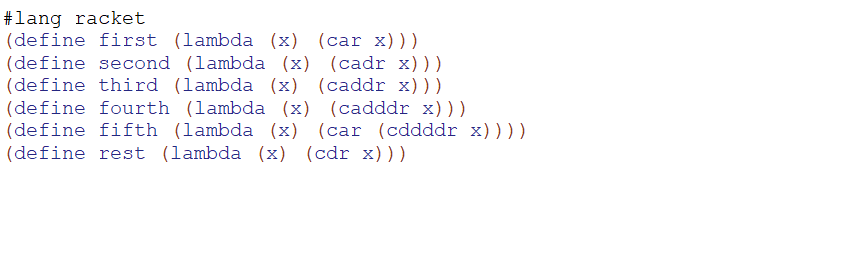 #lang racket
(define first (lambda (x) (car x)))
(define second (lambda (x) (cadr x)))
(define third (lambda (x) (caddr x)))
(define fourth (lambda (x) (cadddr x)))
(define fifth (lambda (x) (car (cddddr x))))
(define rest (lambda (x) (cdr x)))